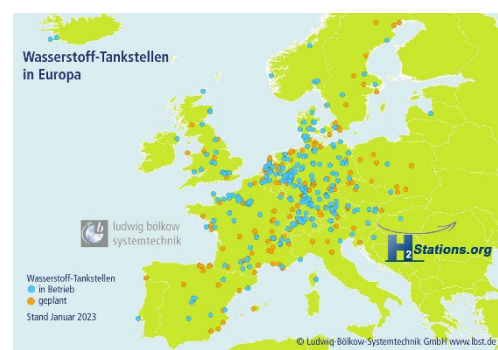 Wasserstoff-Tankstellen
in Europa
ludwig bölkow
systemtechnik
H2Stations.org
Wasserstoff-Tankstellen
in Betrieb
geplant
Stand Januar 2023
© Ludwig-Bölkow-Systemtechnik GmbH www.lbst.de